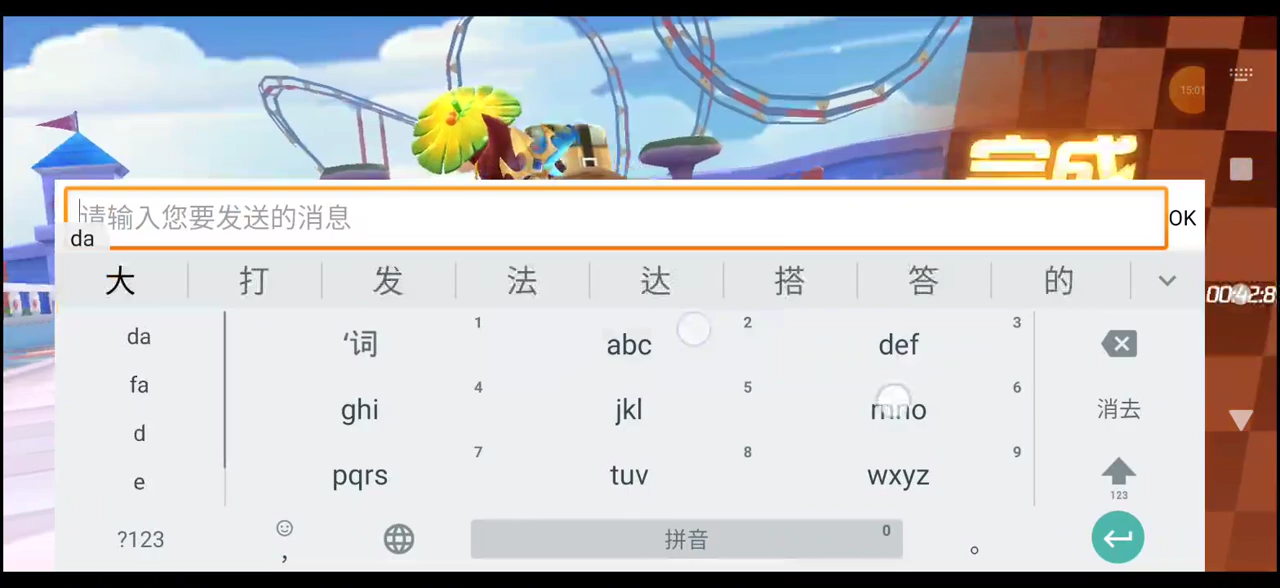 15:01
完成
请输入您要发送的消息
OK
da
大 打 发 法 达 搭 答 的
00:42:8
da
fa
d
e
'词 1
abc 2
def 3
ghi 4
jkl 5
mno 6
消去
pqrs 7
tuv 8
wxyz 9
123
?123
,
拼音 0
。